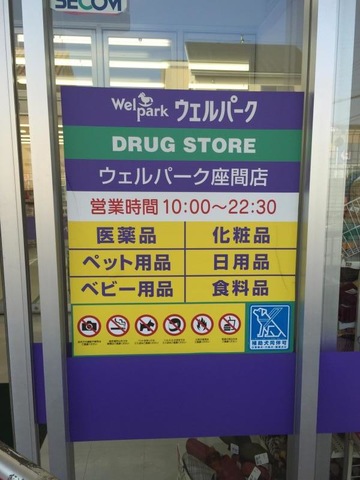 SECOM
Welpark ウェルパーク
DRUG STORE
ウェルパーク座間店
営業時間 10:00～22:30
医薬品 化粧品
ペット用品 日用品
ベビー用品 食料品
補助犬同伴可